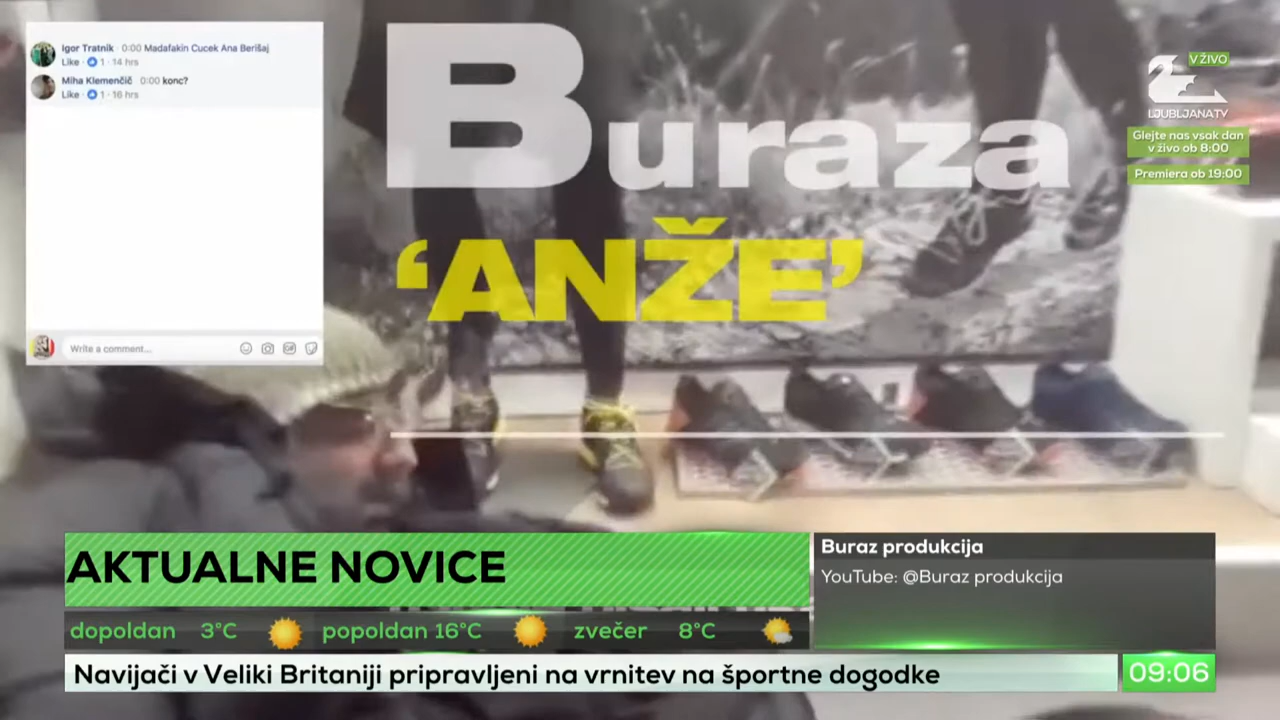 Igor Tratnik 0:00 Madafakin Cucek Ana Berišaj
Like · 1 · 14 hrs
Miha Klemenčič 0:00 konc?
Like · 1 · 16 hrs
Write a comment...
GIF
Buraza
‘ANŽE’
V ŽIVO
LJUBLJANATV
Glejte nas vsak dan
v živo ob 8:00
Premiera ob 19:00
AKTUALNE NOVICE
Buraz produkcija
YouTube: @Buraz produkcija
dopoldan 3°C popoldan 16°C zvečer 8°C
Navijači v Veliki Britaniji pripravljeni na vrnitev na športne dogodke
09:06